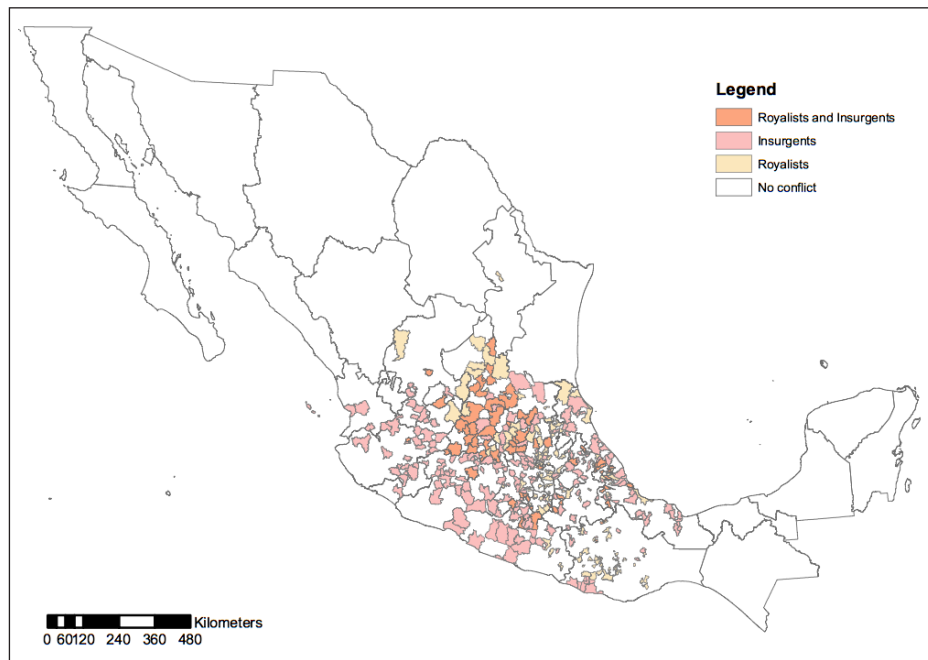 Legend
Royalists and Insurgents
Insurgents
Royalists
No conflict
Kilometers
0 60120 240 360 480